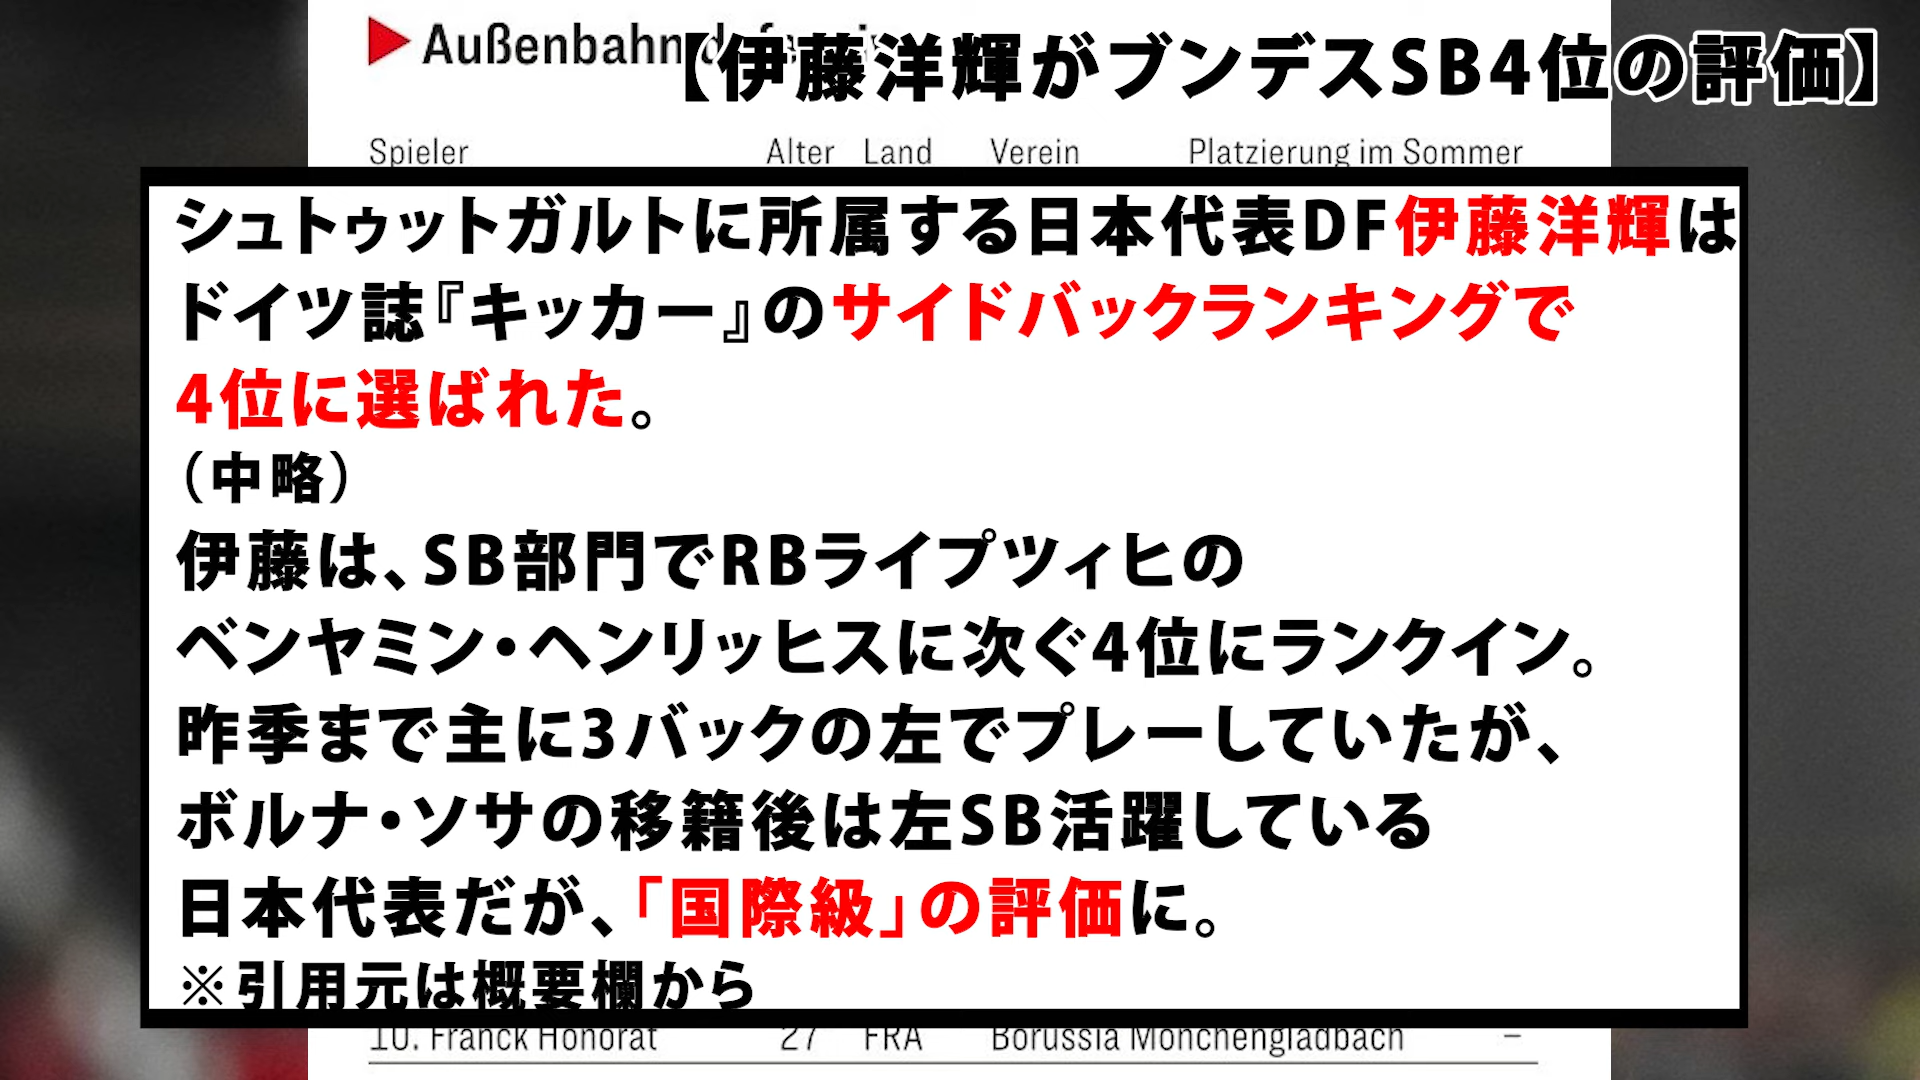 Außenbahn
【伊藤洋輝がブンデスSB4位の評価】
Spieler Alter Land Verein Platzierung im Sommer
シュトゥットガルトに所属する日本代表DF伊藤洋輝は
ドイツ誌『キッカー』のサイドバックランキングで
4位に選ばれた。
（中略）
伊藤は、SB部門でRBライプツィヒの
ベンヤミン・ヘンリッヒスに次ぐ4位にランクイン。
昨季まで主に3バックの左でプレーしていたが、
ボルナ・ソサの移籍後は左SB活躍している
日本代表だが、「国際級」の評価に。
※引用元は概要欄から
10. Franck Honorat 27 FRA Borussia Mönchengladbach –